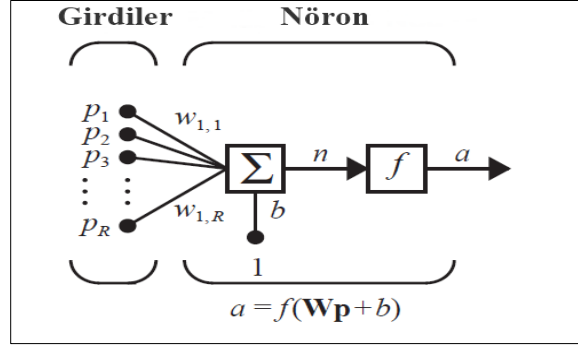 Girdiler Nöron
p1
w1,1
p2
p3
Σ n f a
pR
w1,R
b
1
a = f(Wp + b)